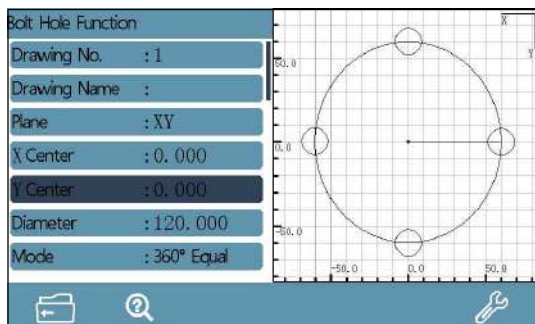 Bolt Hole Function
Drawing No. :1
Drawing Name :
Plane :XY
X Center :0.000
Y Center :0.000
Diameter :120.000
Mode :360° Equal
X
Y
50.0
0.0
-50.0
-50.0 0.0 50.0